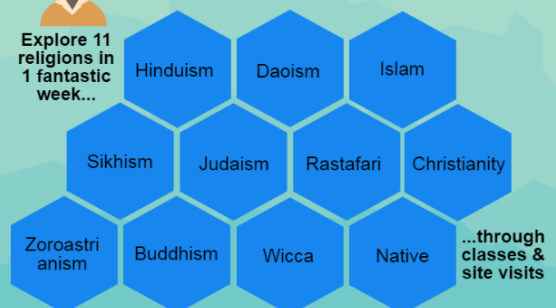 Explore 11
religions in
1 fantastic
week...
Hinduism
Daoism
Islam
Sikhism
Judaism
Rastafari
Christianity
Zoroastri
anism
Buddhism
Wicca
Native
...through
classes &
site visits